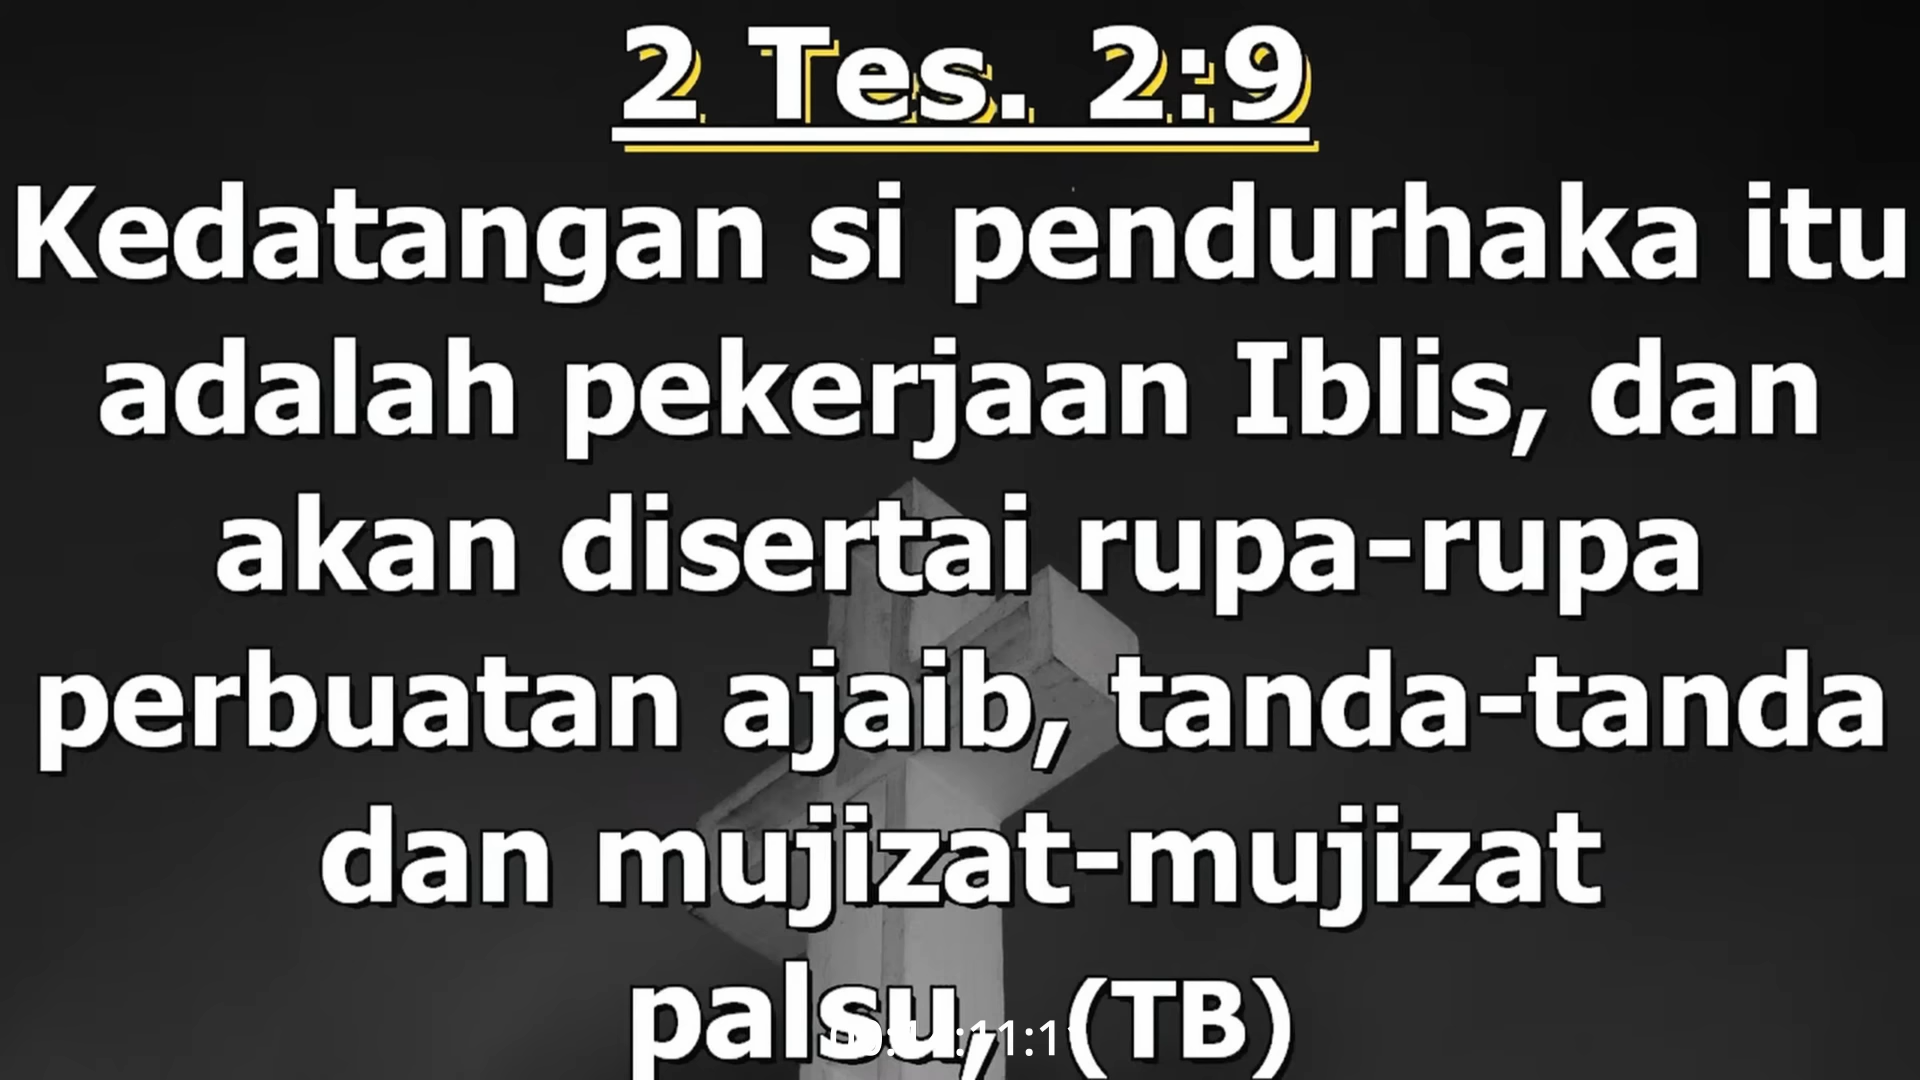 2 Tes. 2:9
Kedatangan si pendurhaka itu
adalah pekerjaan Iblis, dan
akan disertai rupa-rupa
perbuatan ajaib, tanda-tanda
dan mujizat-mujizat
palsu, (TB)